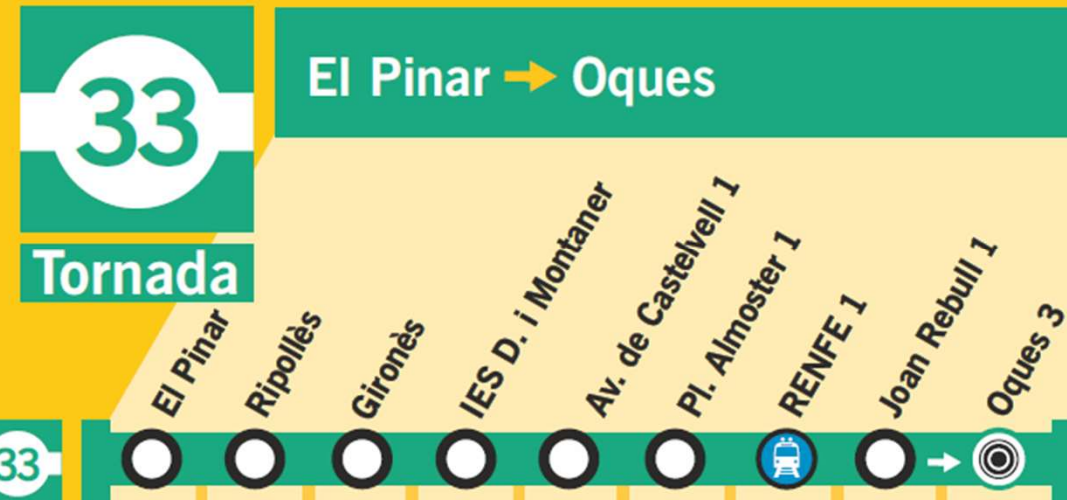 33
El Pinar → Oques
Tornada
El Pinar
Ripollès
Gironès
IES D. i Montaner
Av. de Castelvell 1
Pl. Almoster 1
RENFE 1
Joan Rebull 1
Oques 3
33